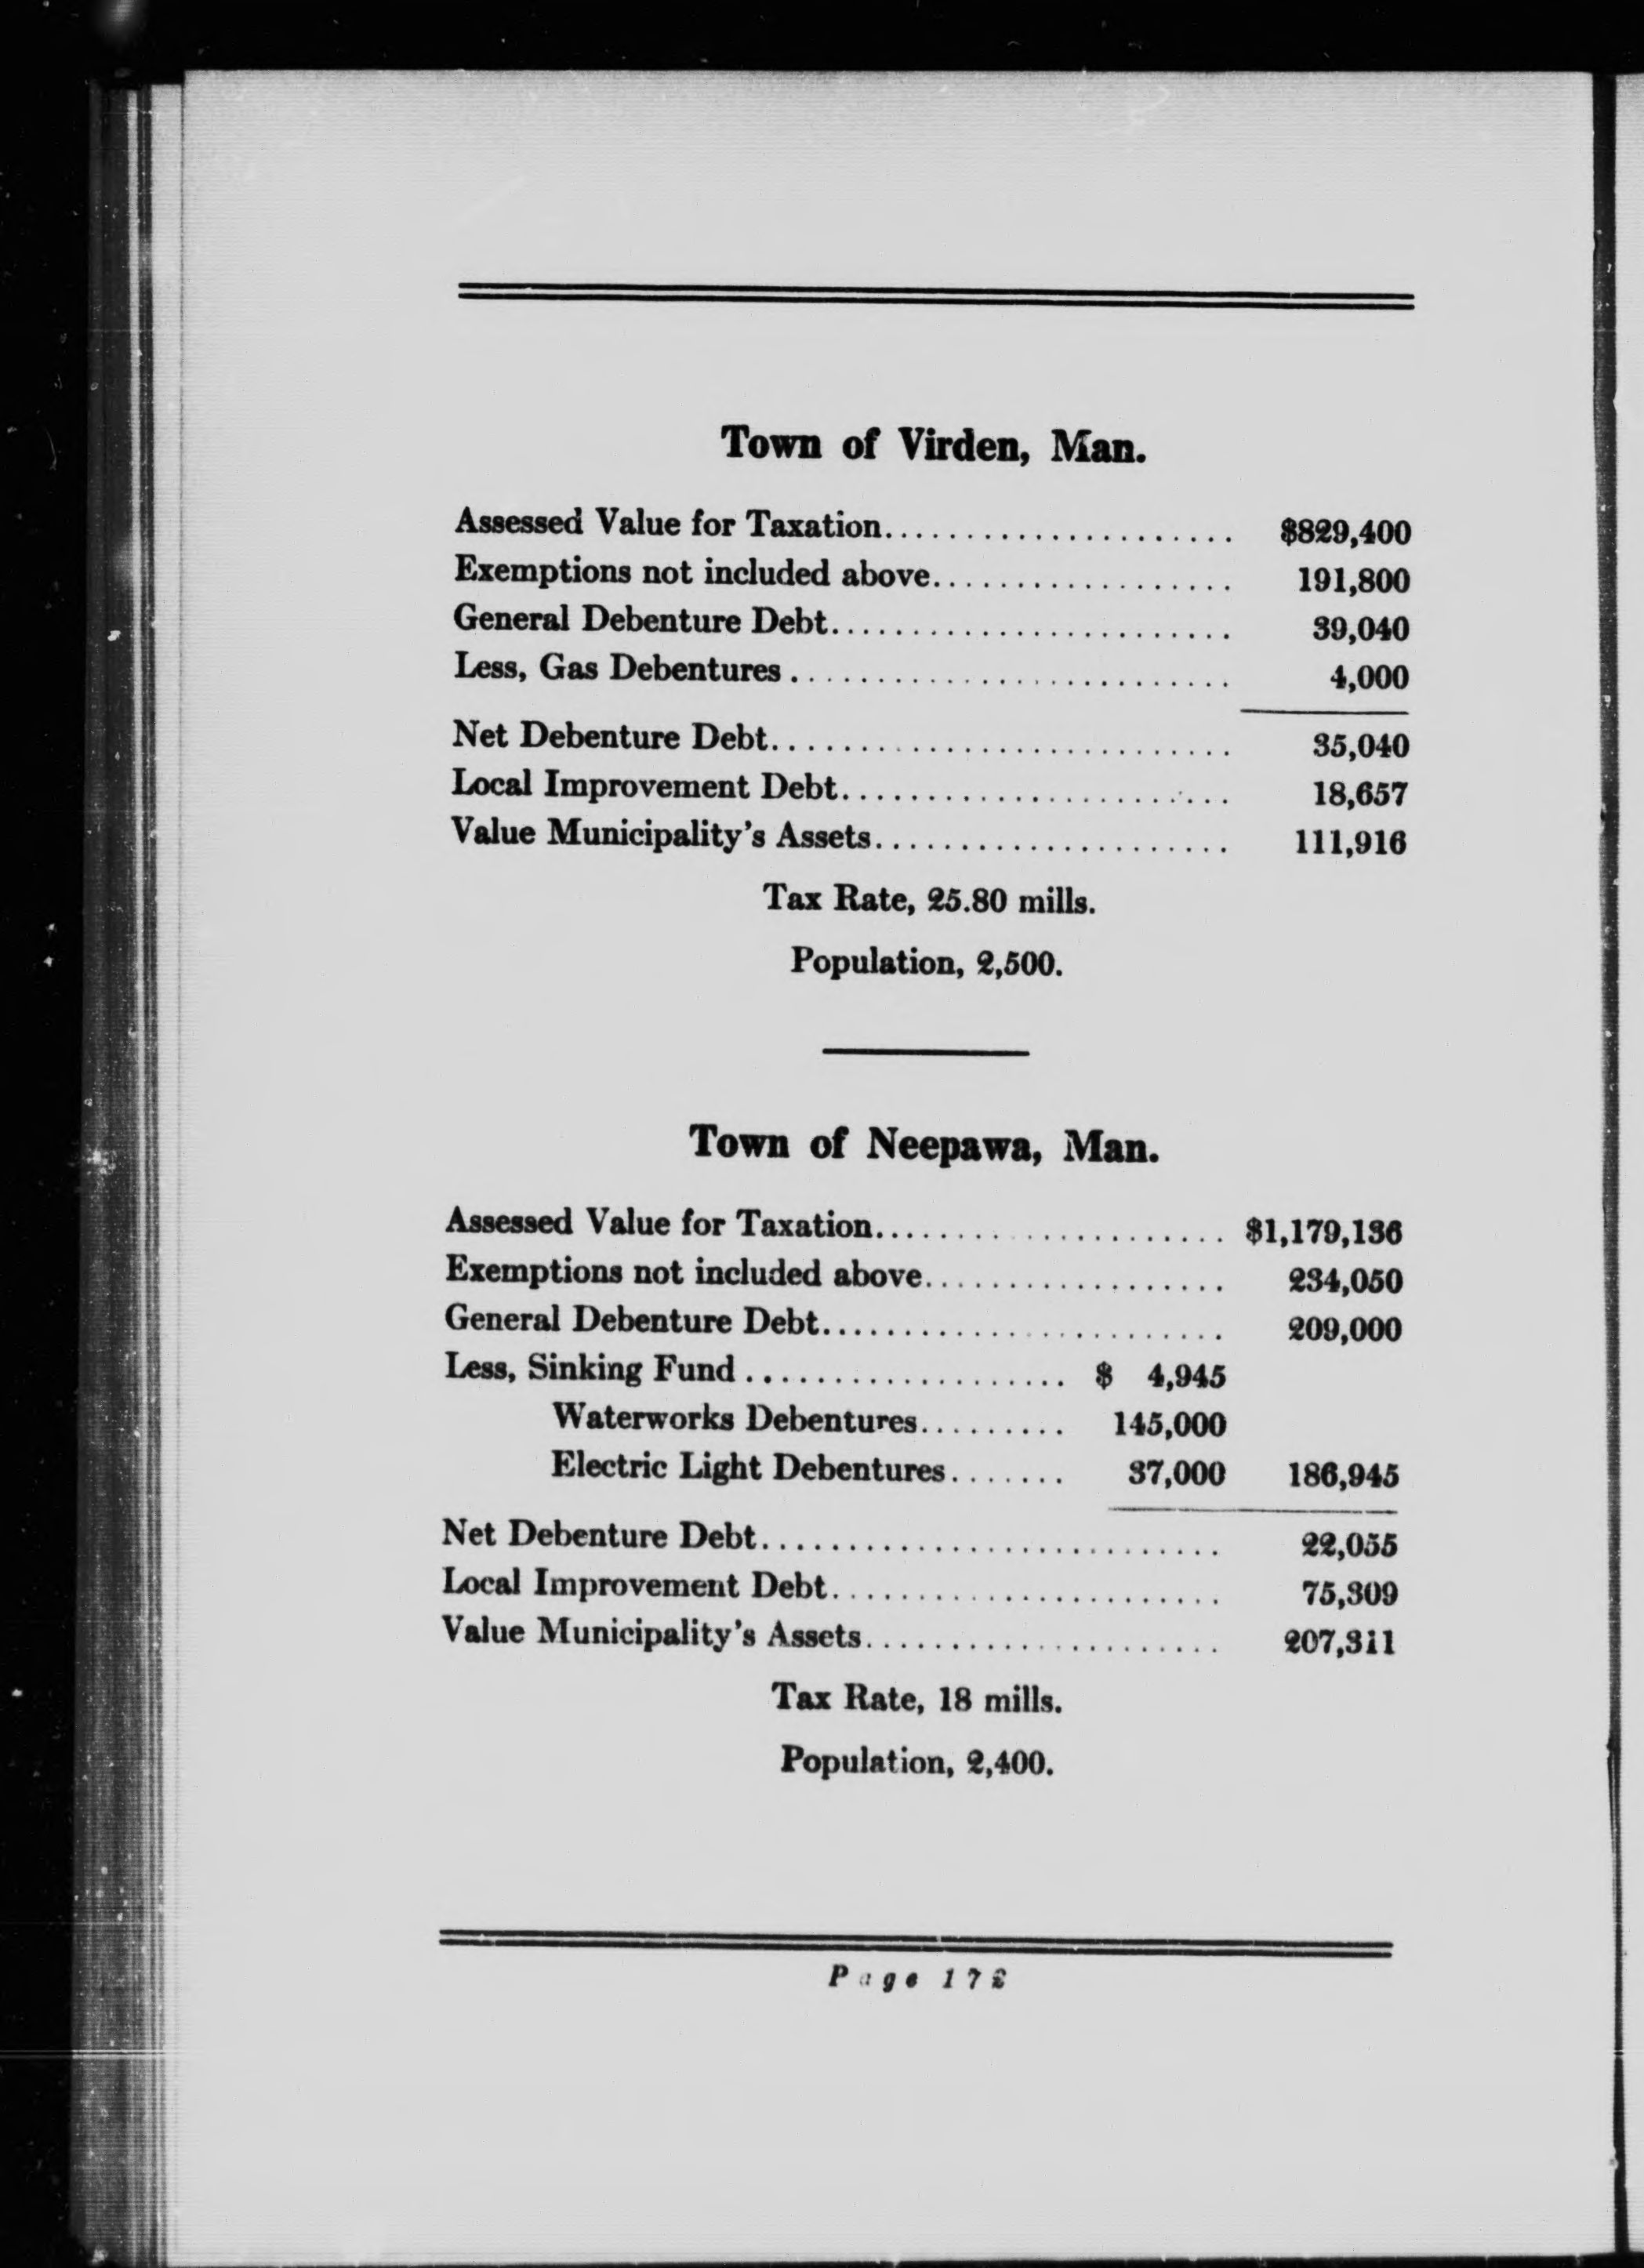 Town of Virden, Man.
Assessed Value for Taxation...................... $829,400
Exemptions not included above................... 191,800
General Debenture Debt......................... 39,040
Less, Gas Debentures ........................... 4,000
Net Debenture Debt............................ 35,040
Local Improvement Debt........................ 18,657
Value Municipality's Assets...................... 111,916
Tax Rate, 25.80 mills.
Population, 2,500.
Town of Neepawa, Man.
Assessed Value for Taxation...................... $1,179,136
Exemptions not included above................... 234,050
General Debenture Debt......................... 209,000
Less, Sinking Fund .................... $ 4,945
Waterworks Debentures......... 145,000
Electric Light Debentures....... 37,000 186,945
Net Debenture Debt............................ 22,055
Local Improvement Debt........................ 75,309
Value Municipality's Assets...................... 207,311
Tax Rate, 18 mills.
Population, 2,400.
Page 172